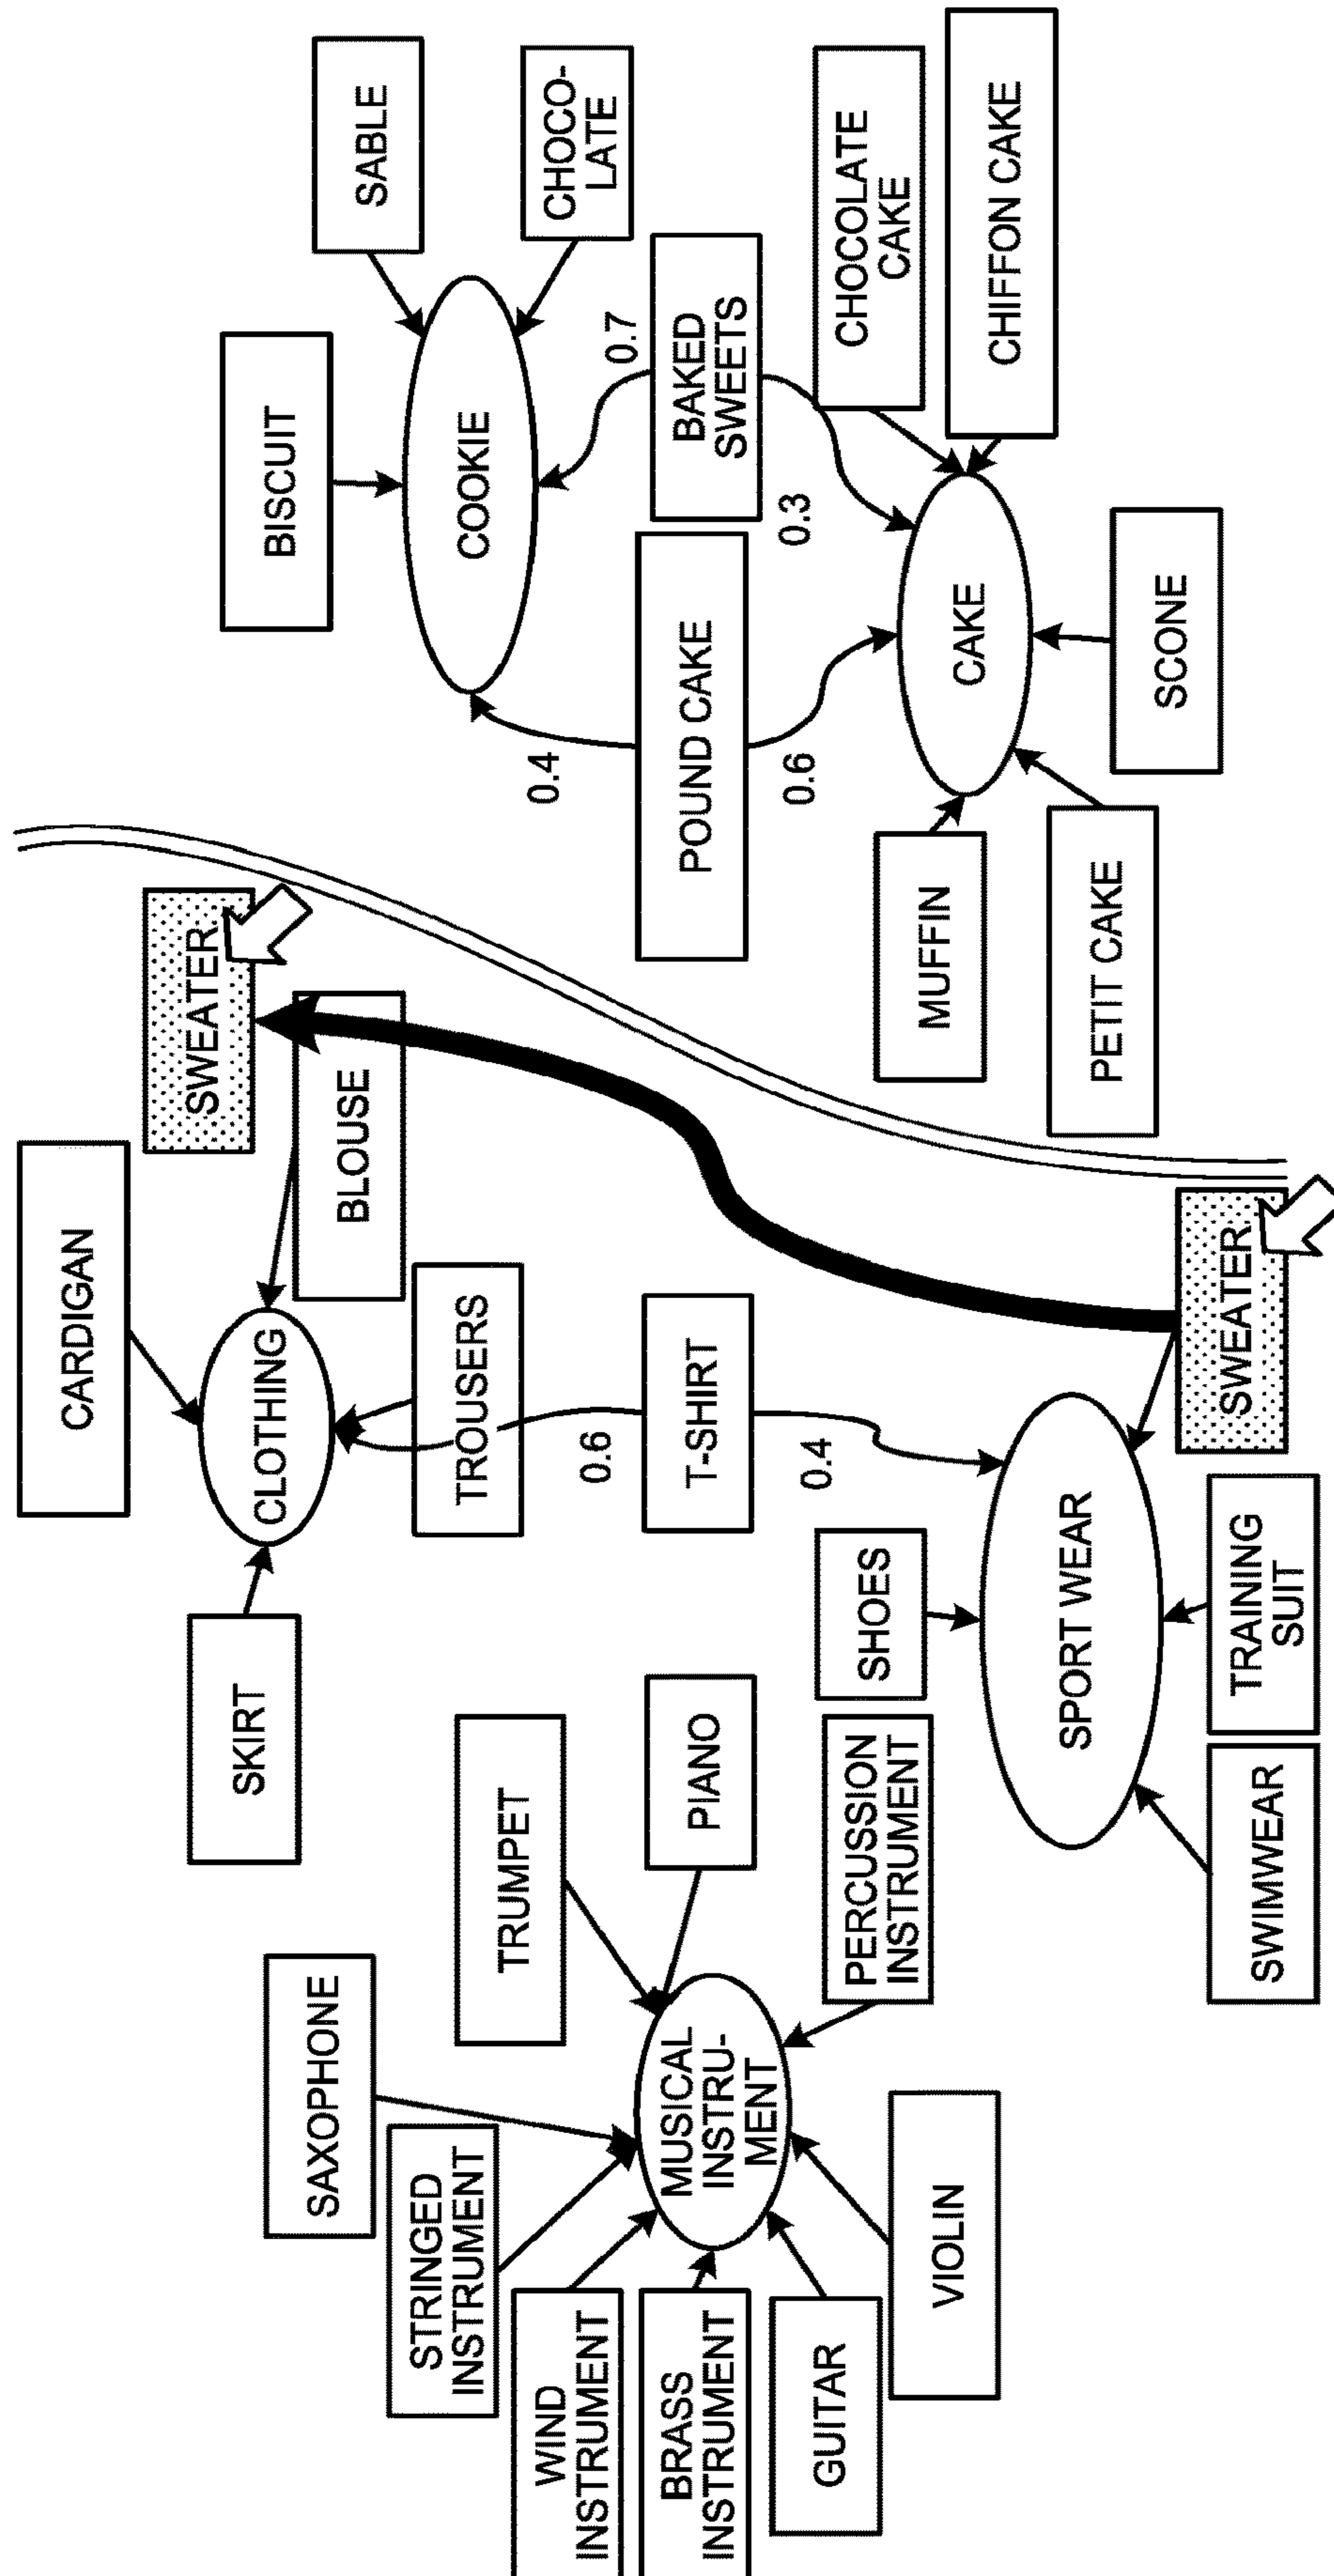 SAXOPHONE
STRINGED
INSTRUMENT
WIND
INSTRUMENT
BRASS
INSTRUMENT
GUITAR
VIOLIN
MUSICAL
INSTRU-
MENT
TRUMPET
PIANO
PERCUSSION
INSTRUMENT
SKIRT
CARDIGAN
CLOTHING
BLOUSE
TROUSERS
SWEATER
0.6
T-SHIRT
0.4
SHOES
SPORT WEAR
SWIMWEAR
TRAINING
SUIT
SWEATER
BISCUIT
SABLE
COOKIE
CHOCO-
LATE
0.4
0.7
POUND CAKE
BAKED
SWEETS
0.6
0.3
MUFFIN
CAKE
CHOCOLATE
CAKE
CHIFFON CAKE
PETIT CAKE
SCONE